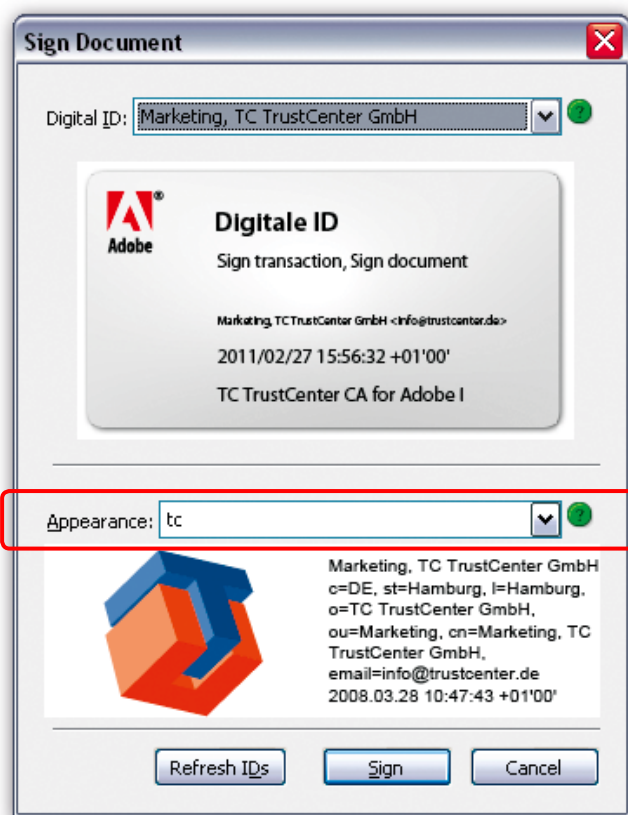 Sign Document
Digital ID: Marketing, TC TrustCenter GmbH
?
Adobe®
Digitale ID
Sign transaction, Sign document
Marketing, TC TrustCenter GmbH <info@trustcenter.de>
2011/02/27 15:56:32 +01'00'
TC TrustCenter CA for Adobe I
Appearance: tc
?
Marketing, TC TrustCenter GmbH
c=DE, st=Hamburg, l=Hamburg,
o=TC TrustCenter GmbH,
ou=Marketing, cn=Marketing, TC
TrustCenter GmbH,
email=info@trustcenter.de
2008.03.28 10:47:43 +01'00'
Refresh IDs
Sign
Cancel